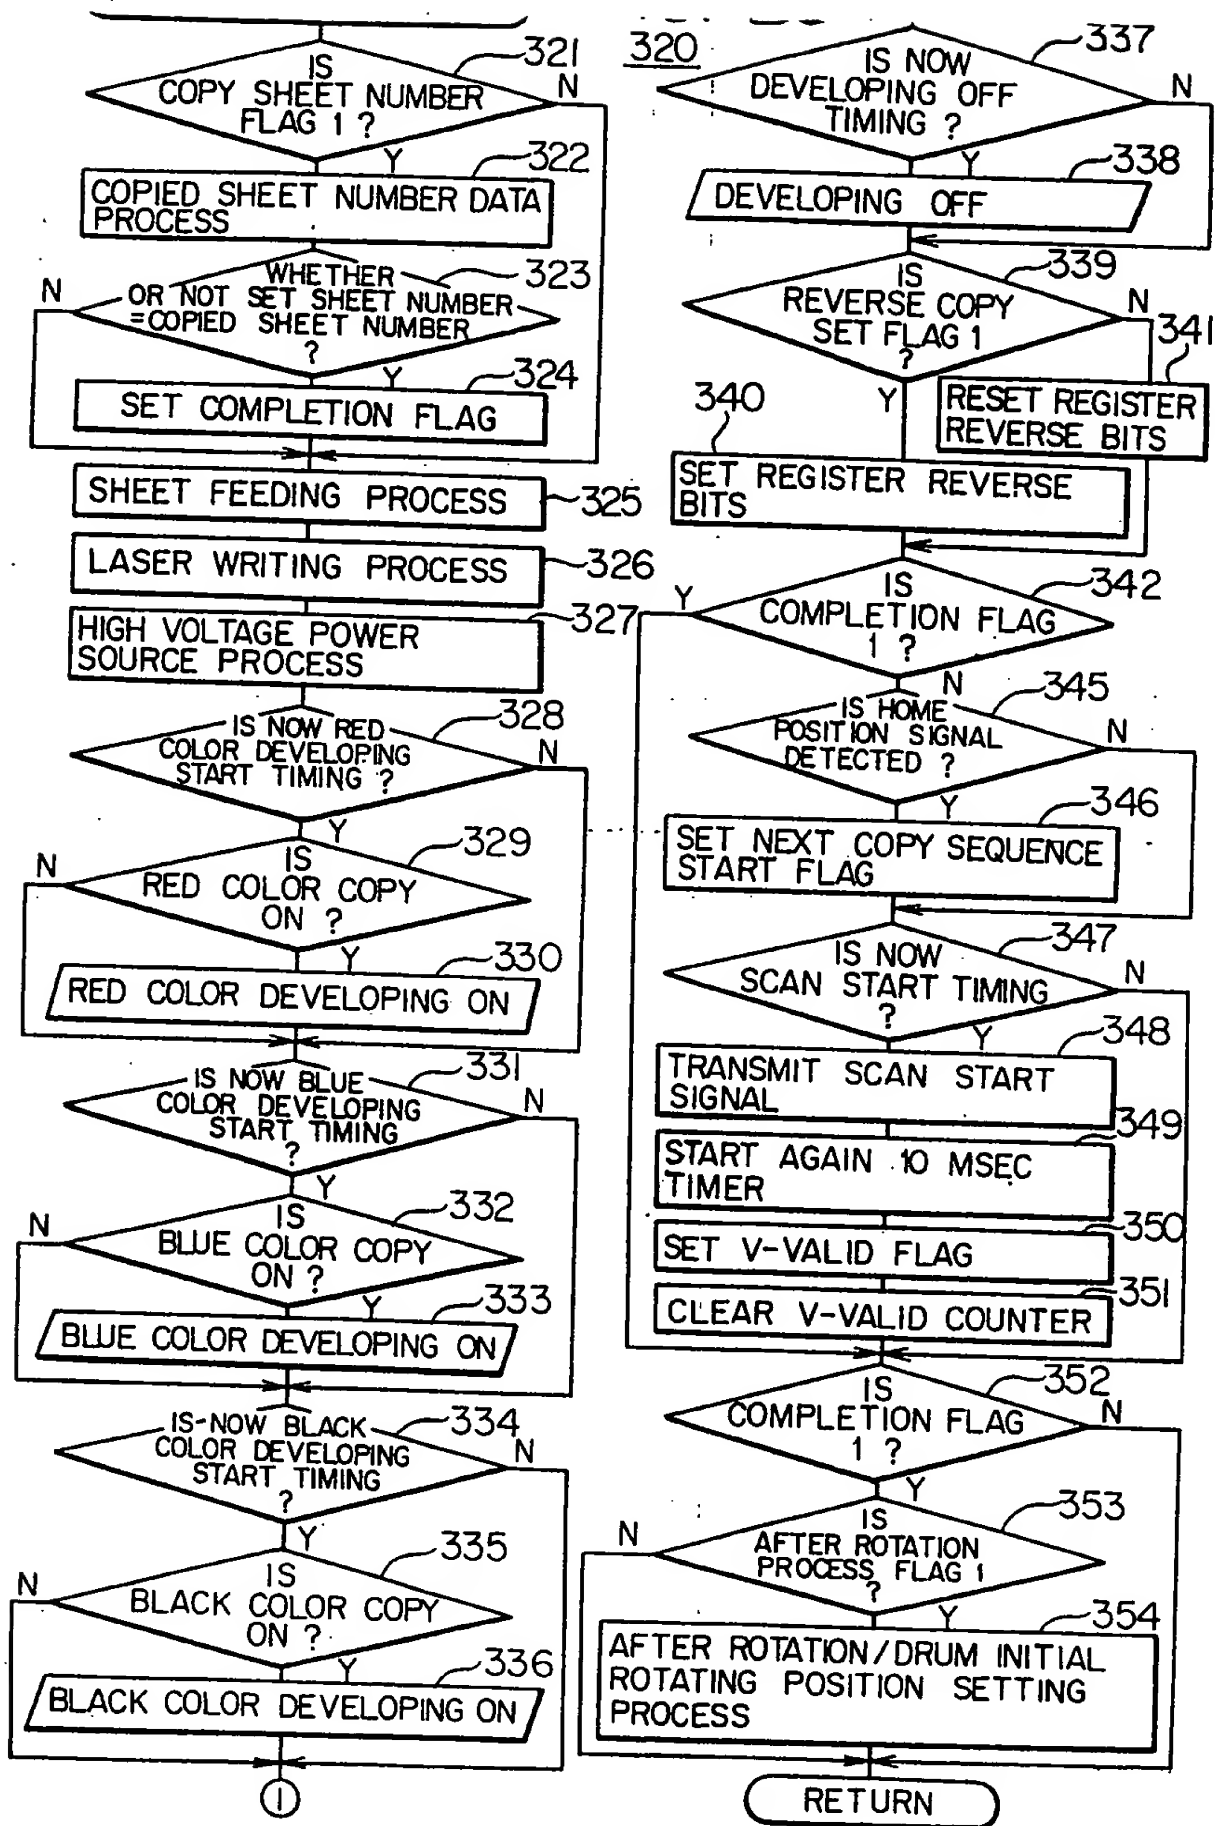 321
IS
COPY SHEET NUMBER
FLAG 1 ?
N
Y
322
COPIED SHEET NUMBER DATA
PROCESS
323
WHETHER
OR NOT SET SHEET NUMBER
=COPIED SHEET NUMBER
?
N
Y
324
SET COMPLETION FLAG
SHEET FEEDING PROCESS
325
LASER WRITING PROCESS
326
327
HIGH VOLTAGE POWER
SOURCE PROCESS
328
IS NOW RED
COLOR DEVELOPING
START TIMING ?
N
Y
329
IS
RED COLOR COPY
ON ?
N
Y
330
RED COLOR DEVELOPING ON
331
IS NOW BLUE
COLOR DEVELOPING
START TIMING
?
N
Y
332
IS
BLUE COLOR COPY
ON ?
N
Y
333
BLUE COLOR DEVELOPING ON
334
IS-NOW BLACK
COLOR DEVELOPING
START TIMING
?
N
Y
335
IS
BLACK COLOR COPY
ON ?
N
Y
336
BLACK COLOR DEVELOPING ON
1
320
337
IS NOW
DEVELOPING OFF
TIMING ?
N
Y
338
DEVELOPING OFF
339
IS
REVERSE COPY
SET FLAG 1
?
N
Y
341
RESET REGISTER
REVERSE BITS
340
SET REGISTER REVERSE
BITS
342
IS
COMPLETION FLAG
1 ?
Y
N
345
IS HOME
POSITION SIGNAL
DETECTED ?
N
Y
346
SET NEXT COPY SEQUENCE
START FLAG
347
IS NOW
SCAN START TIMING
?
N
Y
348
TRANSMIT SCAN START
SIGNAL
349
START AGAIN 10 MSEC
TIMER
350
SET V-VALID FLAG
351
CLEAR V-VALID COUNTER
352
IS
COMPLETION FLAG
1 ?
N
Y
353
IS
AFTER ROTATION
PROCESS FLAG 1
?
N
Y
354
AFTER ROTATION/DRUM INITIAL
ROTATING POSITION SETTING
PROCESS
RETURN